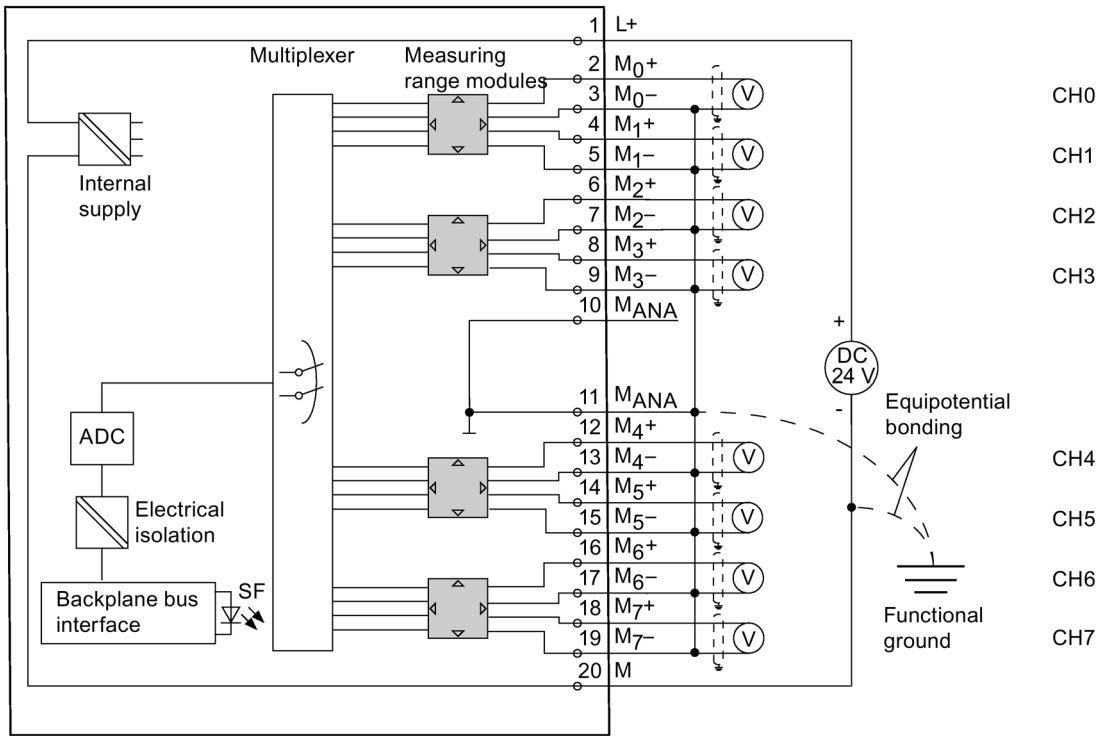 1 L+
Multiplexer
Measuring
range modules
2 M0+
3 M0–
CH0
4 M1+
5 M1–
CH1
Internal
supply
6 M2+
7 M2–
CH2
8 M3+
9 M3–
CH3
10 MANA
+
DC
24 V
-
11 MANA
Equipotential
bonding
12 M4+
13 M4–
CH4
ADC
14 M5+
15 M5–
CH5
Electrical
isolation
16 M6+
17 M6–
CH6
SF
Backplane bus
interface
18 M7+
19 M7–
CH7
Functional
ground
20 M
V
V
V
V
V
V
V
V